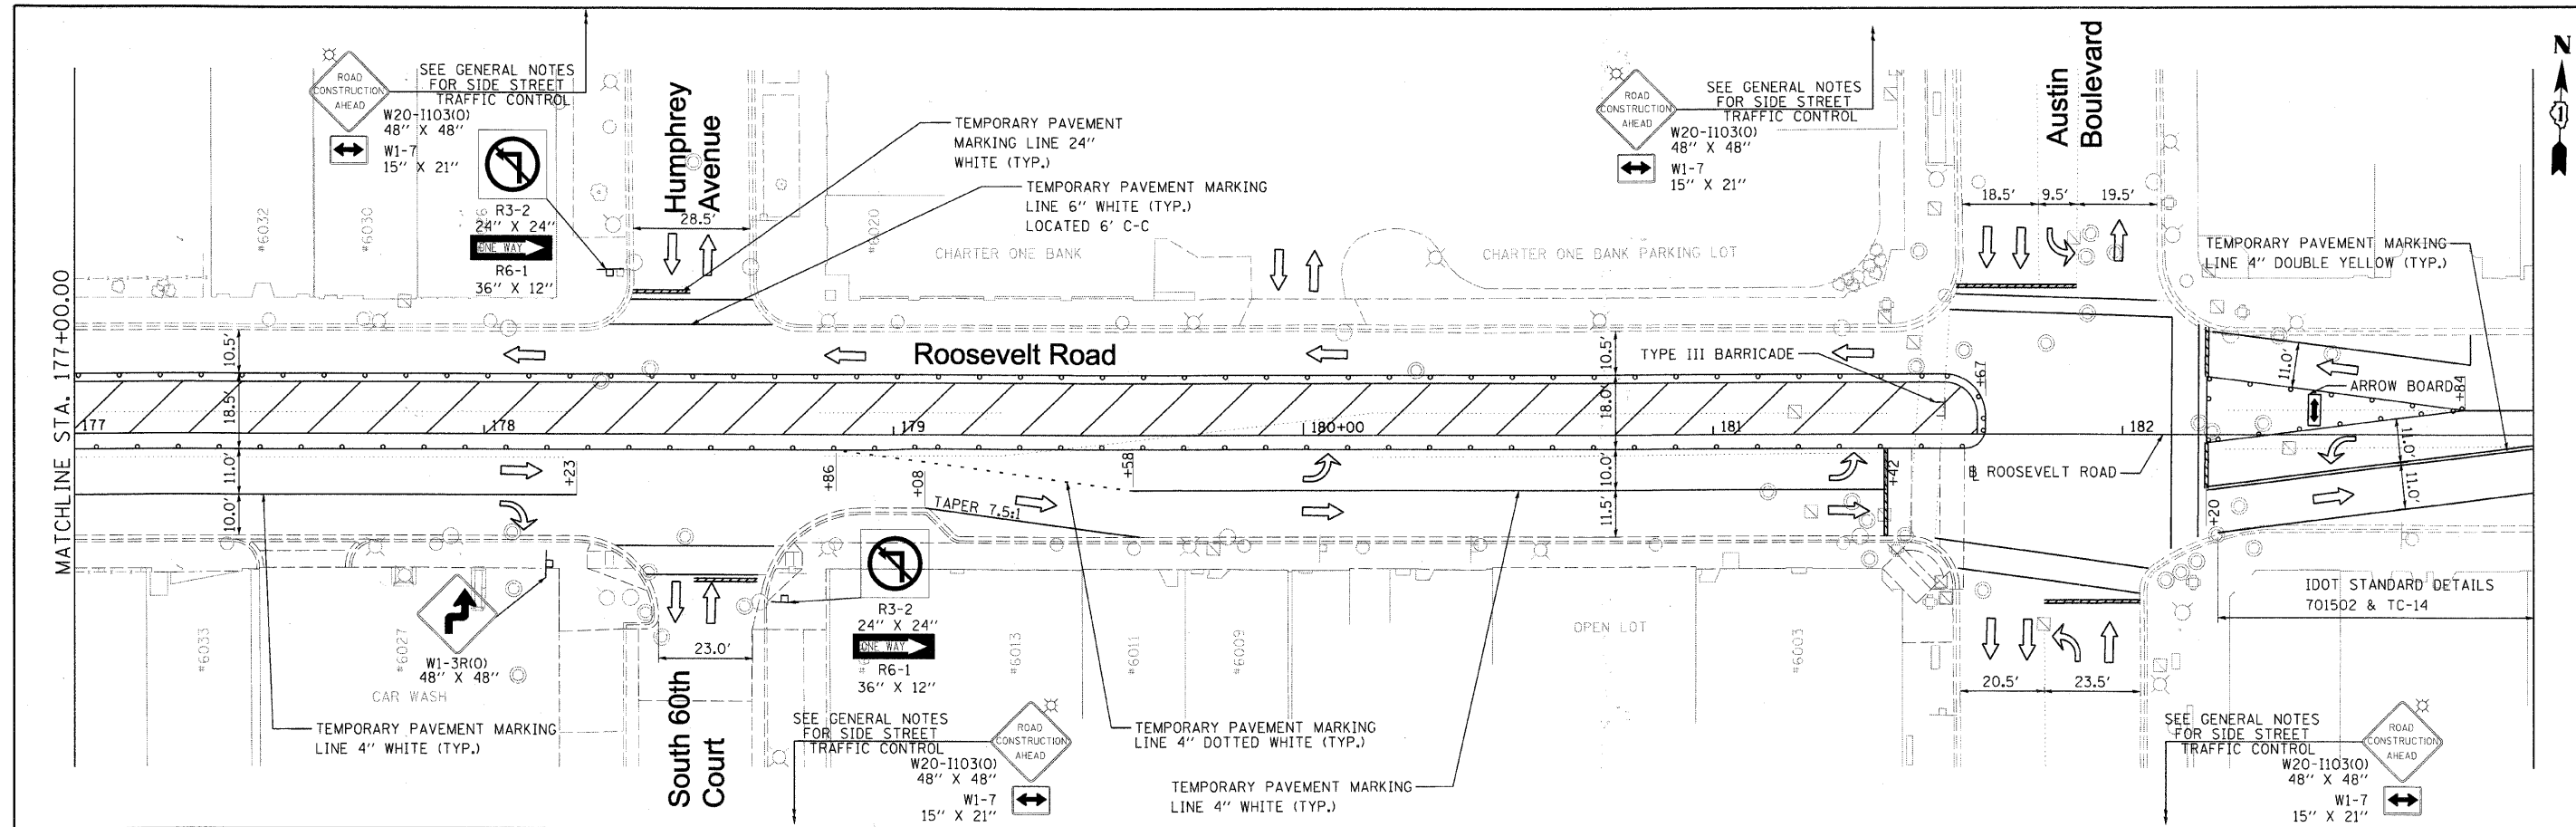 MATCHLINE STA. 177+00.00
ROAD
CONSTRUCTION
AHEAD
SEE GENERAL NOTES
FOR SIDE STREET
TRAFFIC CONTROL
W20-I103(O)
48" X 48"
W1-7
15" X 21"
R3-2
24" X 24"
ONE WAY
R6-1
36" X 12"
#6032
#6030
Humphrey
Avenue
28.5'
TEMPORARY PAVEMENT
MARKING LINE 24"
WHITE (TYP.)
TEMPORARY PAVEMENT MARKING
LINE 6" WHITE (TYP.)
LOCATED 6' C-C
#6020
CHARTER ONE BANK
CHARTER ONE BANK PARKING LOT
ROAD
CONSTRUCTION
AHEAD
SEE GENERAL NOTES
FOR SIDE STREET
TRAFFIC CONTROL
W20-I103(O)
48" X 48"
W1-7
15" X 21"
Austin
Boulevard
18.5'
9.5'
19.5'
N
TEMPORARY PAVEMENT MARKING
LINE 4" DOUBLE YELLOW (TYP.)
Roosevelt Road
TYPE III BARRICADE
ARROW BOARD
10.5'
18.5'
11.0'
10.0'
10.5'
18.0'
10.0'
11.5'
11.0'
11.0'
11.0'
177
178
179
180+00
181
182
+23
+86
+08
+58
+42
+67
+20
+84
TAPER 7.5:1
℄ ROOSEVELT ROAD
IDOT STANDARD DETAILS
701502 & TC-14
#6033
#6027
W1-3R(O)
48" X 48"
CAR WASH
TEMPORARY PAVEMENT MARKING
LINE 4" WHITE (TYP.)
23.0'
South 60th
Court
R3-2
24" X 24"
ONE WAY
R6-1
36" X 12"
#6013
#6011
#6009
OPEN LOT
#6003
SEE GENERAL NOTES
FOR SIDE STREET
TRAFFIC CONTROL
W20-I103(O)
48" X 48"
W1-7
15" X 21"
ROAD
CONSTRUCTION
AHEAD
TEMPORARY PAVEMENT MARKING
LINE 4" DOTTED WHITE (TYP.)
TEMPORARY PAVEMENT MARKING
LINE 4" WHITE (TYP.)
20.5'
23.5'
SEE GENERAL NOTES
FOR SIDE STREET
TRAFFIC CONTROL
W20-I103(O)
48" X 48"
W1-7
15" X 21"
ROAD
CONSTRUCTION
AHEAD